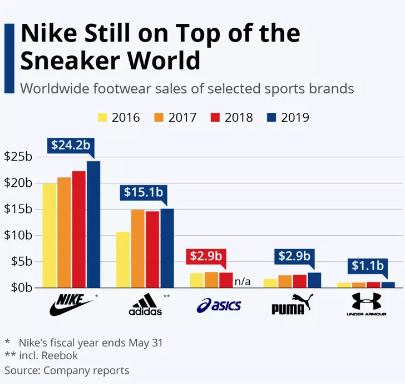 Nike Still on Top of the
Sneaker World
Worldwide footwear sales of selected sports brands
2016 2017 2018 2019
$24.2b
$25b
$20b
$15.1b
$15b
$10b
$2.9b
$2.9b
$5b
$1.1b
n/a
$0b
NIKE *
adidas **
asics
PUMA
UNDER ARMOUR
* Nike's fiscal year ends May 31
** incl. Reebok
Source: Company reports